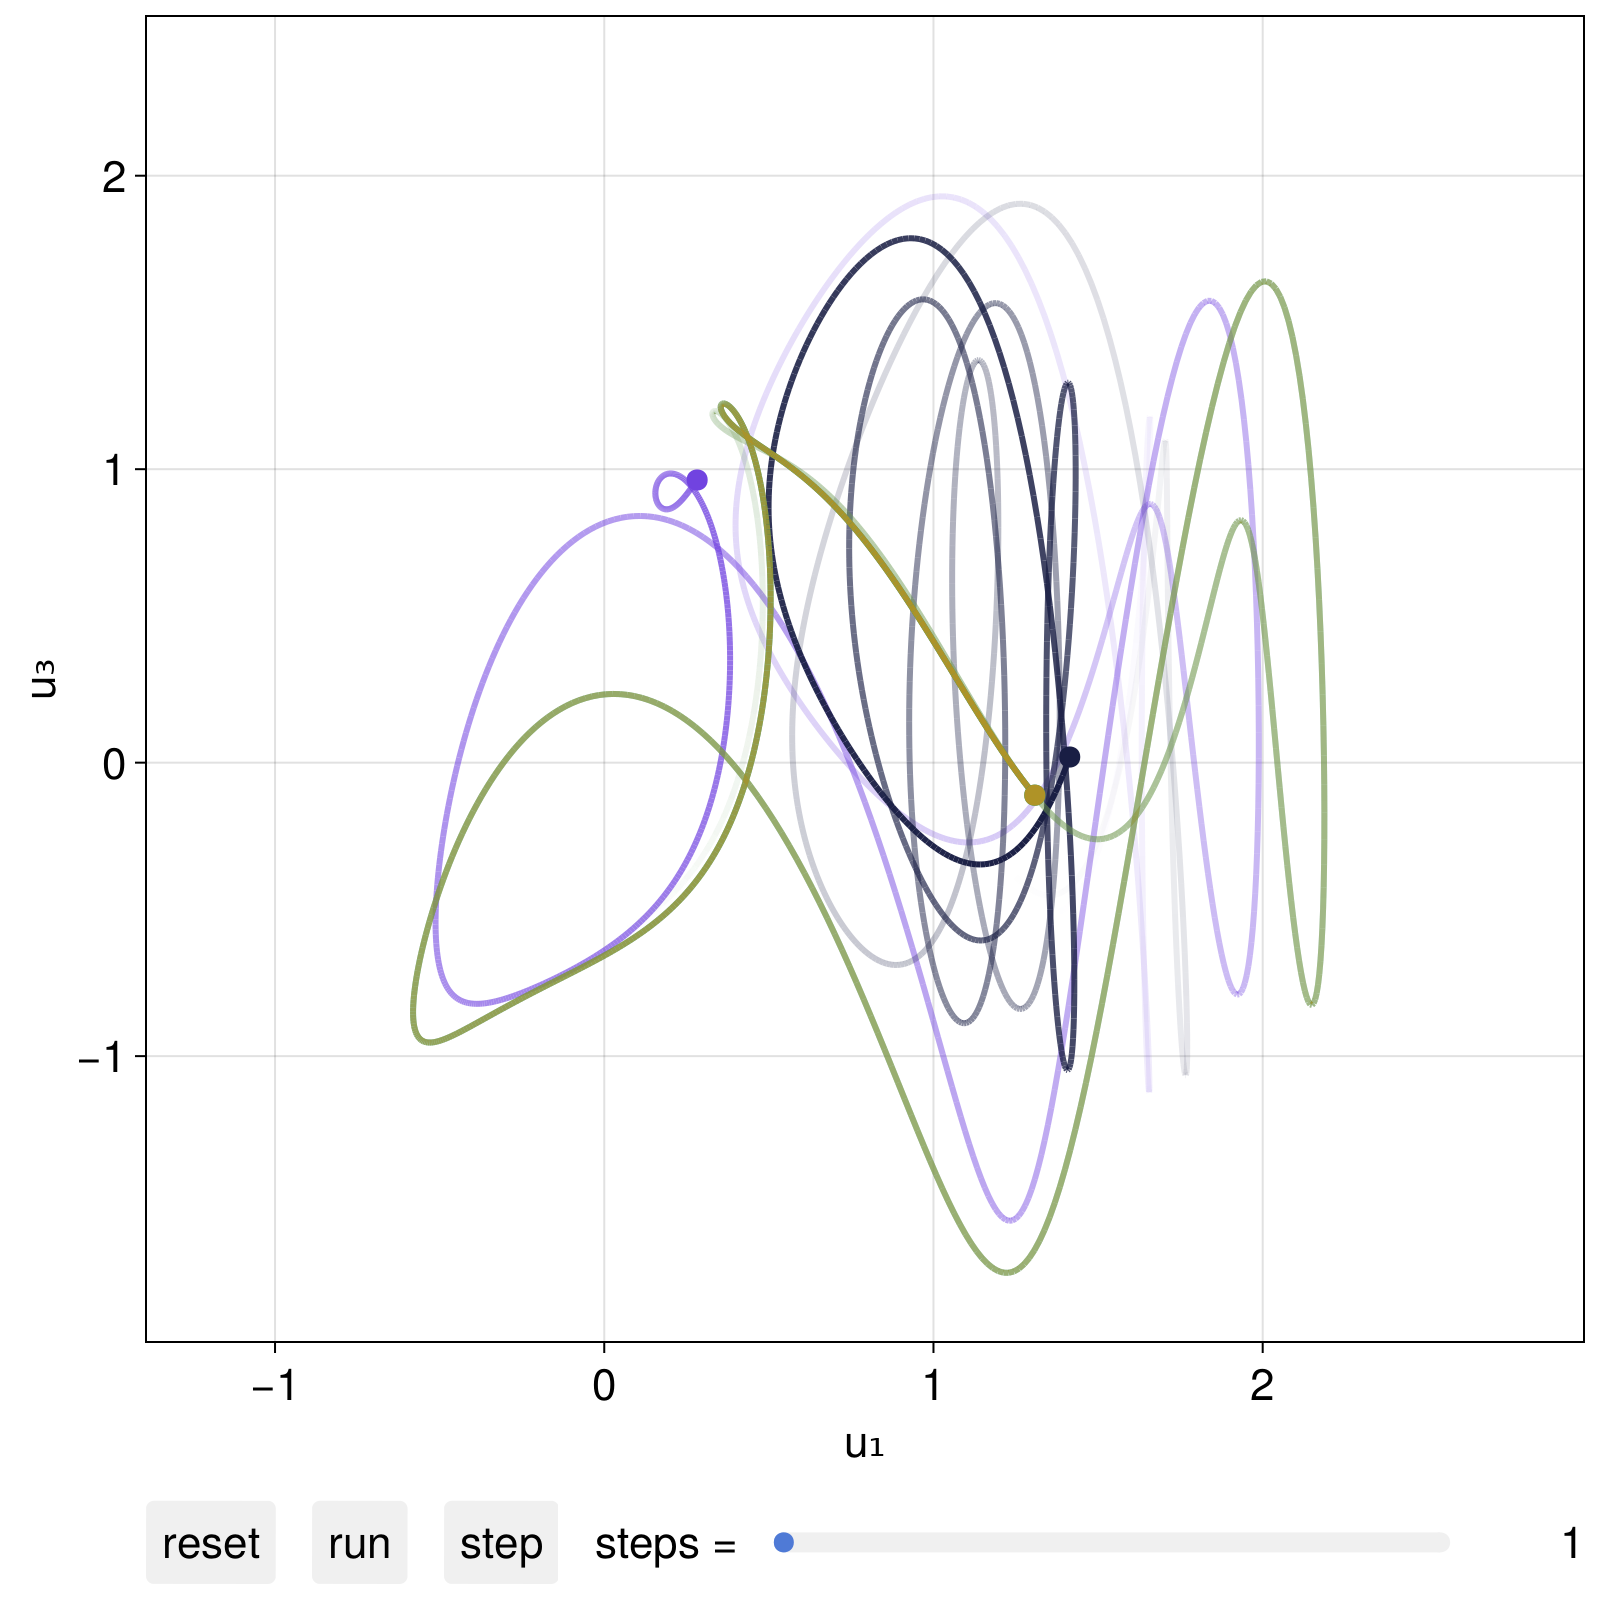 2
1
0
−1
u₃
−1 0 1 2
u₁
reset run step steps = 1